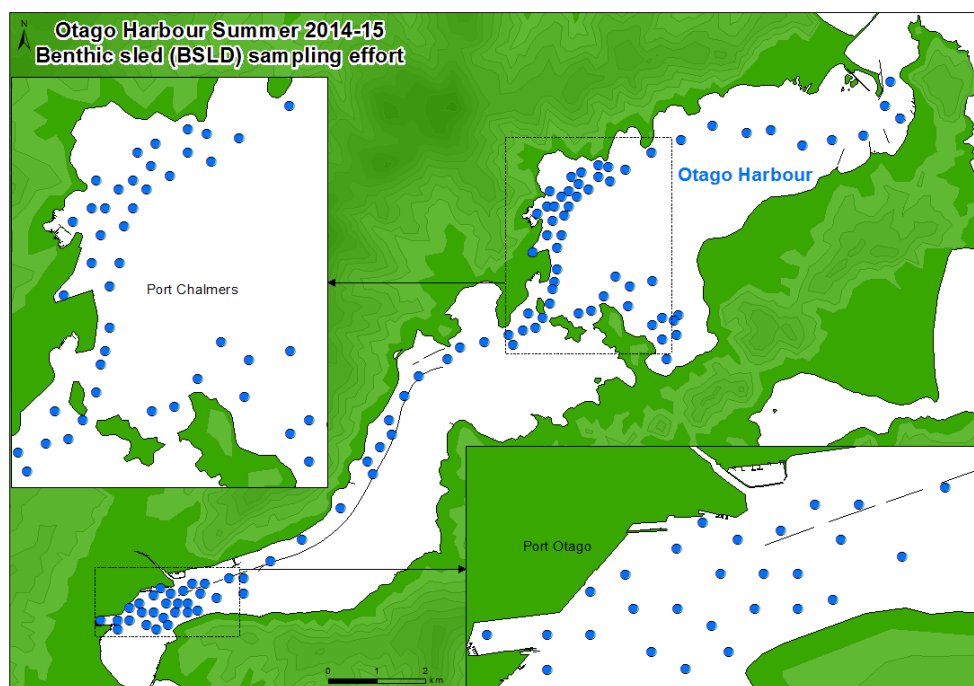 N
Otago Harbour Summer 2014-15
Benthic sled (BSLD) sampling effort
Otago Harbour
Port Chalmers
Port Otago
0 1 2
km